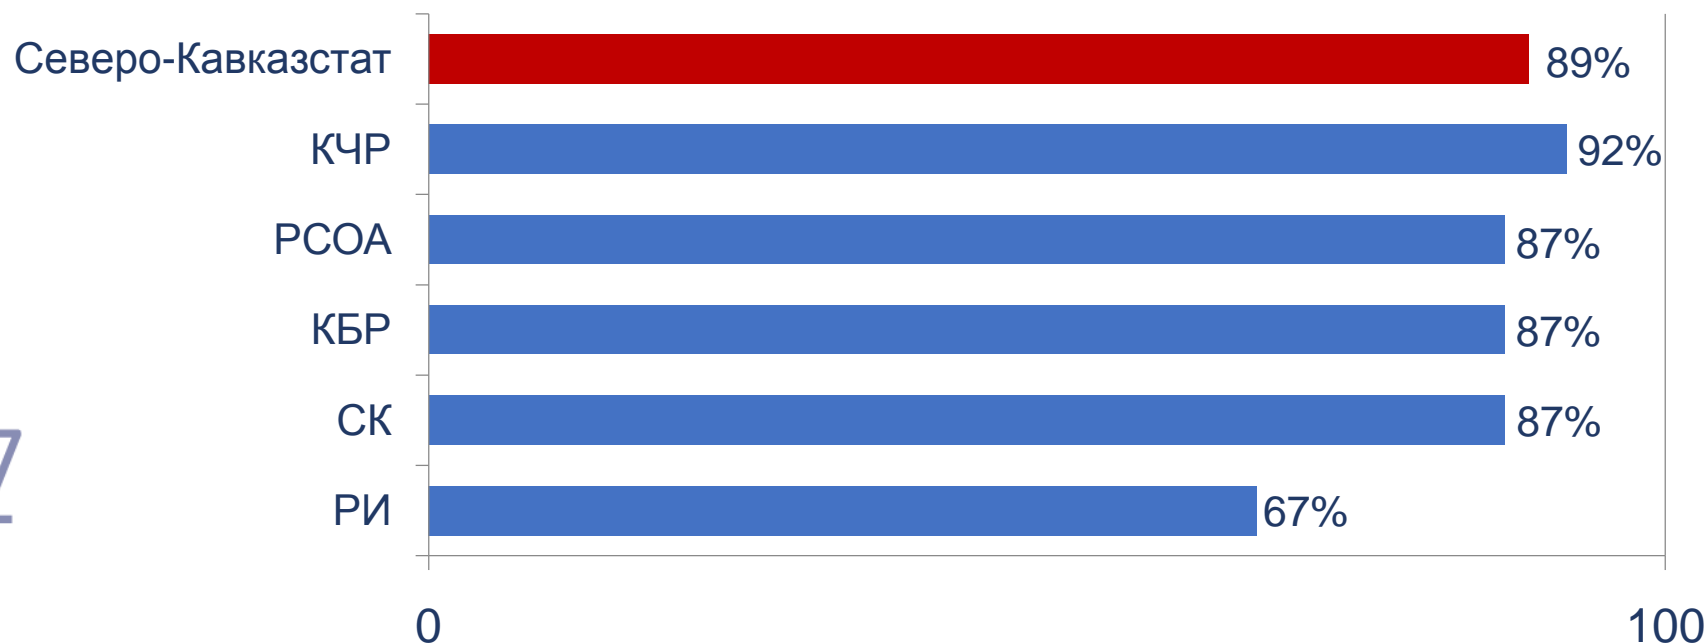 Северо-Кавказстат 89%
КЧР 92%
РСОА 87%
КБР 87%
СК 87%
РИ 67%
0 100